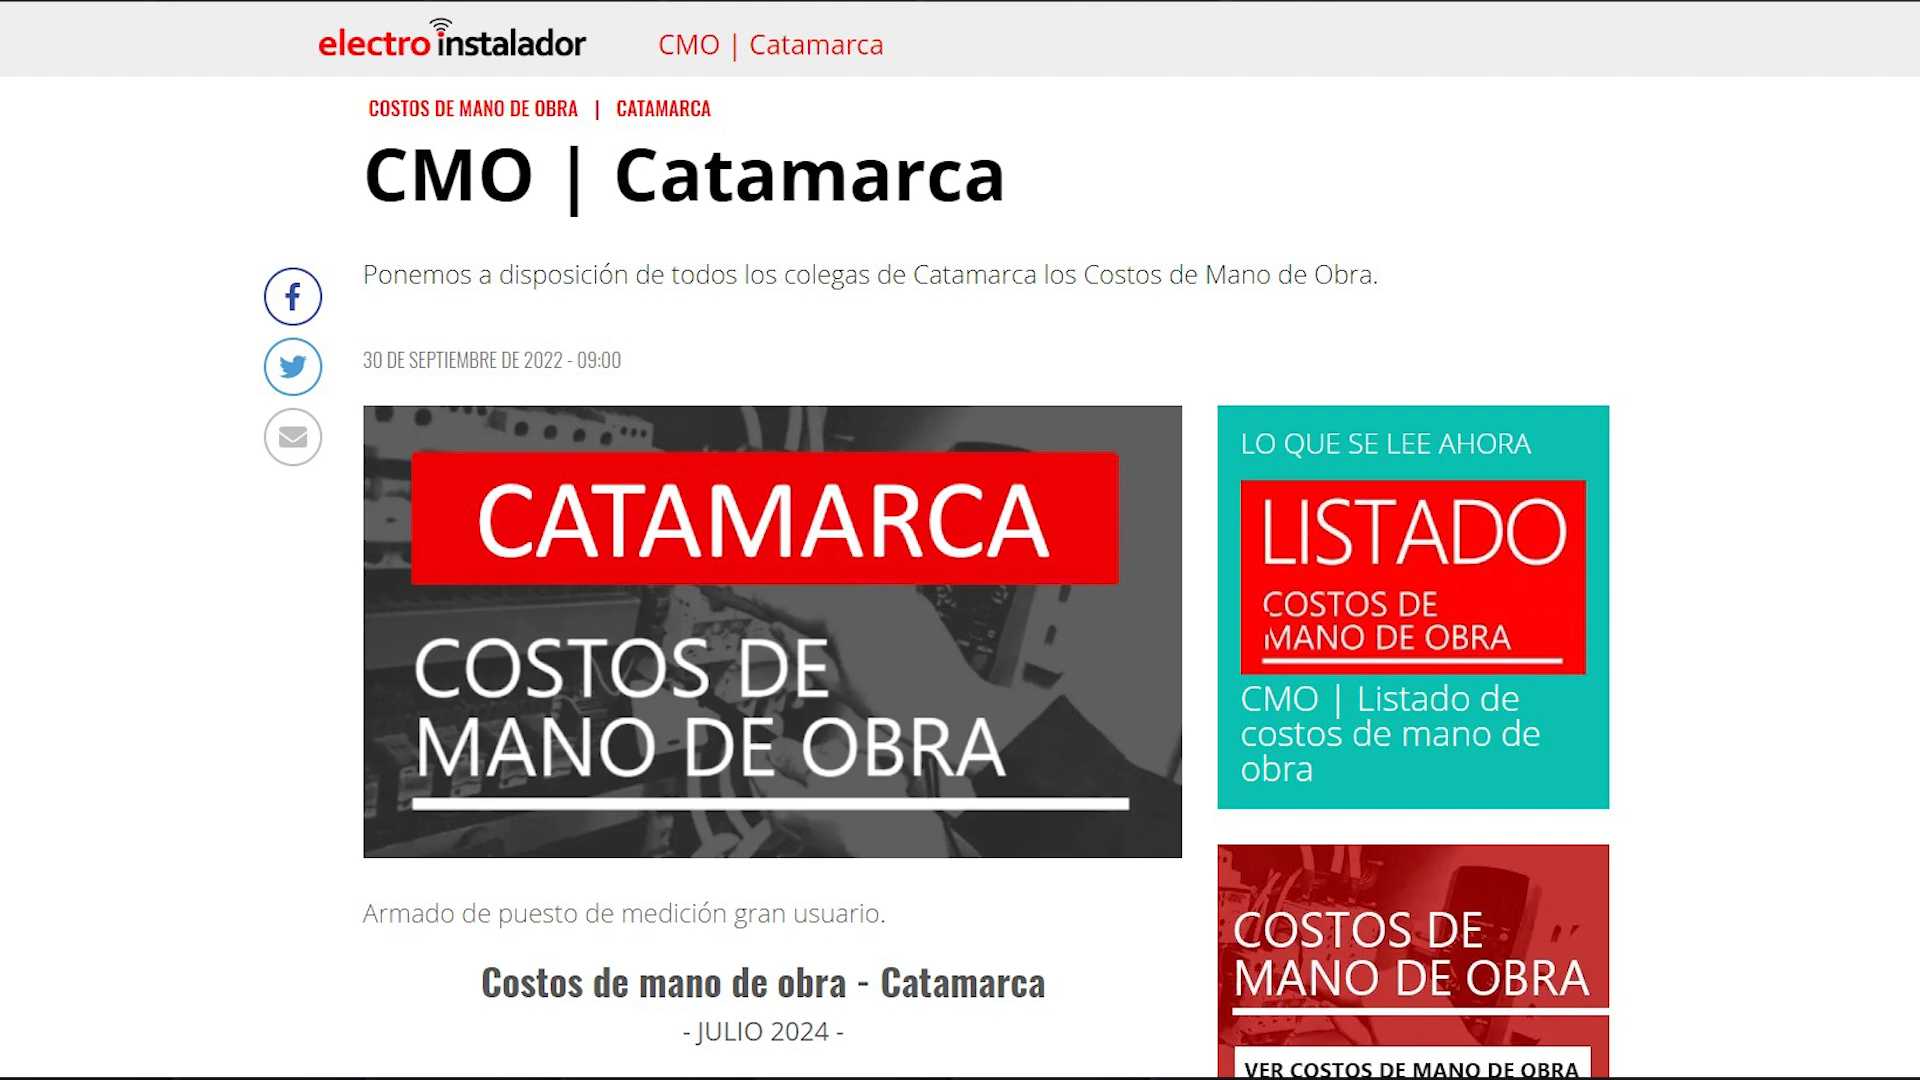 electro instalador
CMO | Catamarca
COSTOS DE MANO DE OBRA | CATAMARCA
CMO | Catamarca
Ponemos a disposición de todos los colegas de Catamarca los Costos de Mano de Obra.
30 DE SEPTIEMBRE DE 2022 - 09:00
CATAMARCA
COSTOS DE
MANO DE OBRA
Armado de puesto de medición gran usuario.
Costos de mano de obra - Catamarca
- JULIO 2024 -
LO QUE SE LEE AHORA
LISTADO
COSTOS DE
MANO DE OBRA
CMO | Listado de
costos de mano de
obra
COSTOS DE
MANO DE OBRA
VER COSTOS DE MANO DE OBRA